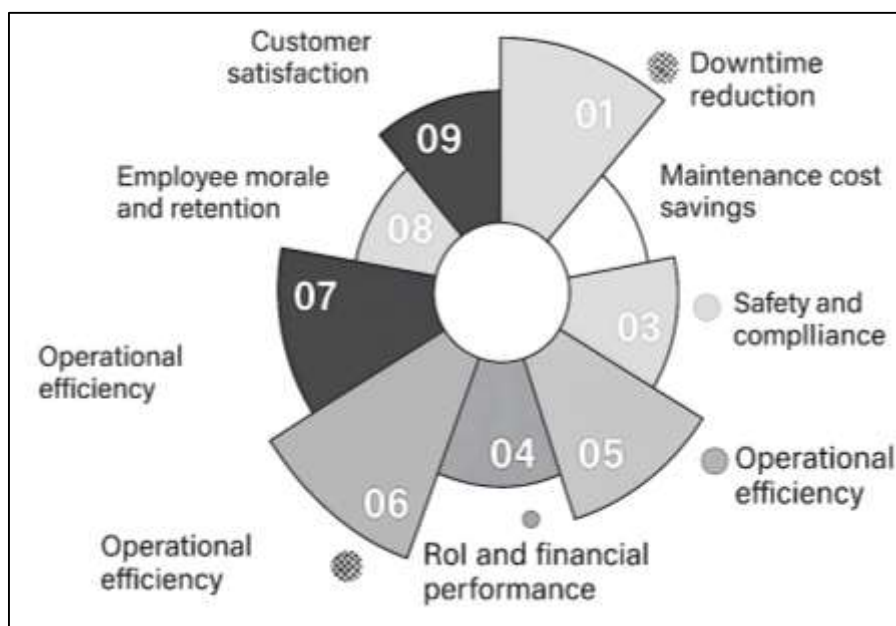 Customer
satisfaction
09
01
Downtime
reduction
Employee morale
and retention
08
Maintenance cost
savings
07
03
Safety and
complliance
Operational
efficiency
06
04
05
Operational
efficiency
Operational
efficiency
RoI and financial
performance